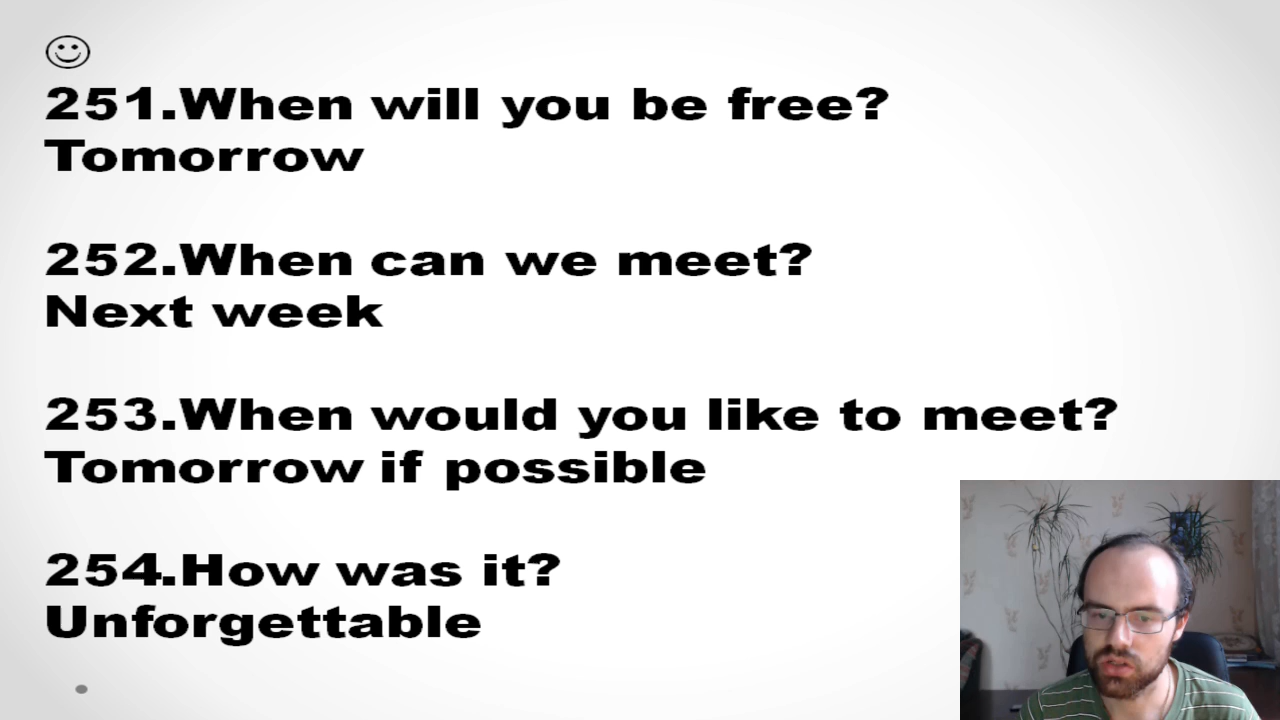 251.When will you be free?
Tomorrow
252.When can we meet?
Next week
253.When would you like to meet?
Tomorrow if possible
254.How was it?
Unforgettable